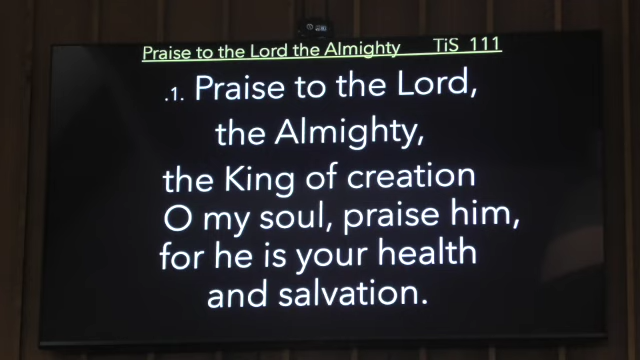 Praise to the Lord the Almighty TiS 111
.1. Praise to the Lord,
the Almighty,
the King of creation
O my soul, praise him,
for he is your health
and salvation.